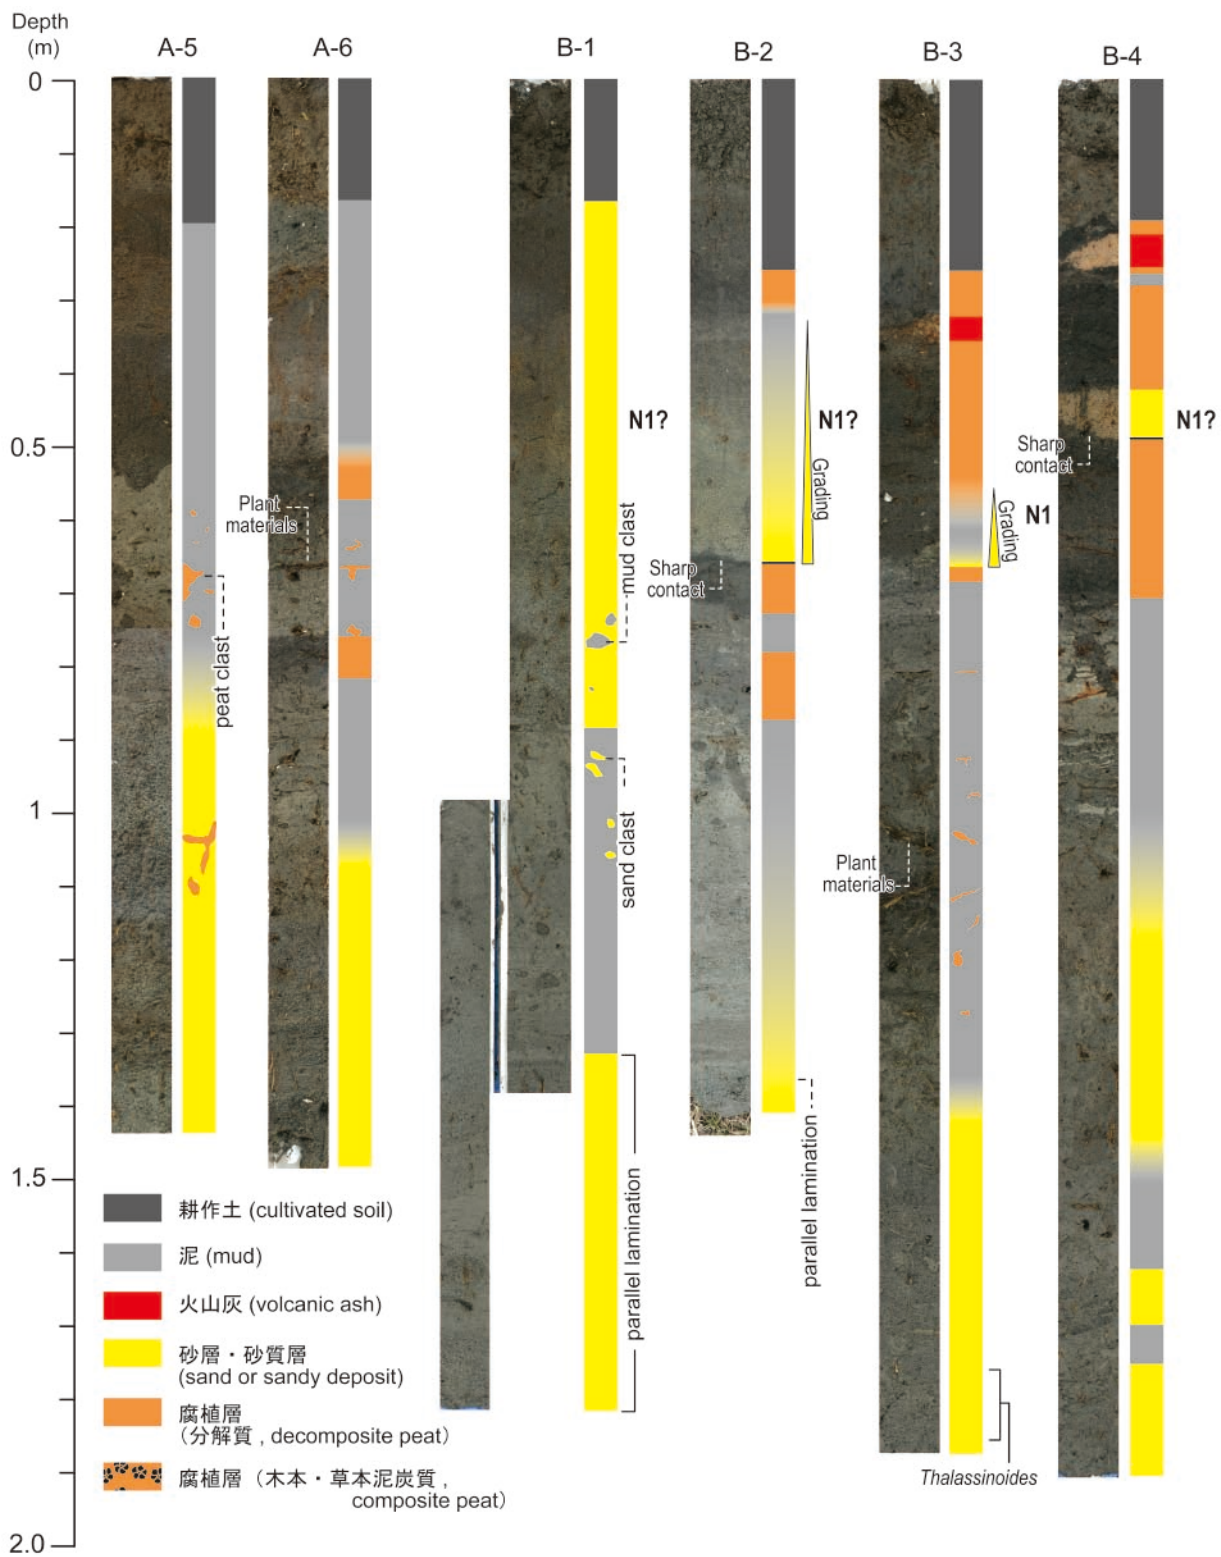 Depth
(m)
A-5
A-6
B-1
B-2
B-3
B-4
0
0.5
1
1.5
2.0
Plant
materials
peat clast
N1?
mud clast
sand clast
parallel lamination
Sharp
contact
N1?
Grading
parallel lamination
N1
Grading
Plant
materials
Thalassinoides
Sharp
contact
N1?
耕作土 (cultivated soil)
泥 (mud)
火山灰 (volcanic ash)
砂層・砂質層
(sand or sandy deposit)
腐植層
（分解質 , decomposite peat）
腐植層（木本・草本泥炭質 ,
composite peat）